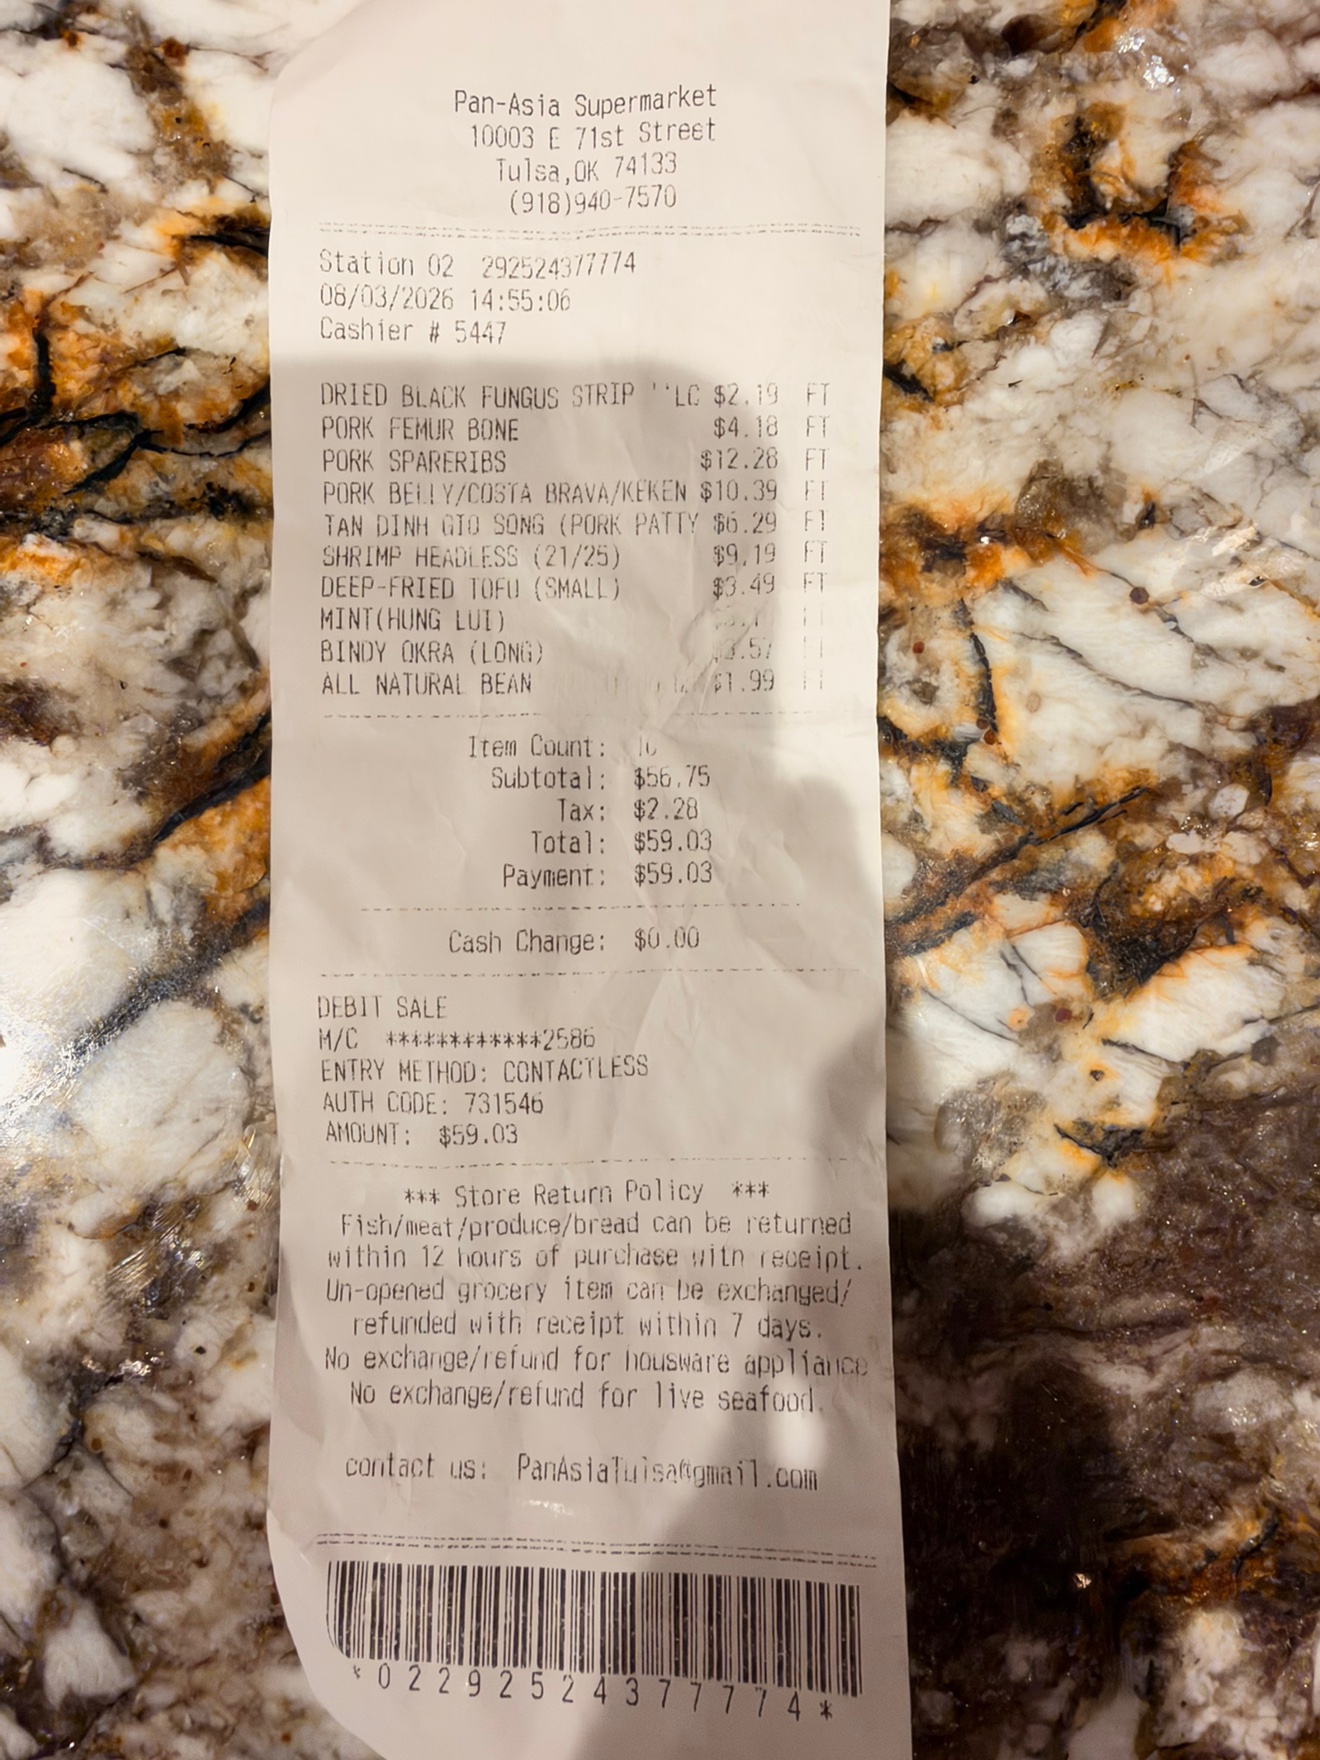 Pan-Asia Supermarket
10003 E 71st Street
Tulsa,OK 74133
(918)940-7570
Station 02 292524377774
08/03/2026 14:55:06
Cashier # 5447
DRIED BLACK FUNGUS STRIP $2.19 FT
PORK FEMUR BONE $4.18 FT
PORK SPARERIBS $12.28 FT
PORK BELLY/COSTA BRAVA/KEKEN $10.39 FT
TAN DINH GIO SONG (PORK PATTY $6.29 FT
SHRIMP HEADLESS (21/25) $9.19 FT
DEEP-FRIED TOFU (SMALL) $3.49 FT
MINT(HUNG LUI)
BINDY OKRA (LONG)
ALL NATURAL BEAN $1.99
Item Count:
Subtotal: $56.75
Tax: $2.28
Total: $59.03
Payment: $59.03
Cash Change: $0.00
DEBIT SALE
M/C ************2586
ENTRY METHOD: CONTACTLESS
AUTH CODE: 731546
AMOUNT: $59.03
*** Store Return Policy ***
Fish/meat/produce/bread can be returned
within 12 hours of purchase with receipt.
Un-opened grocery item can be exchanged/
refunded with receipt within 7 days.
No exchange/refund for housware appliance
No exchange/refund for live seafood.
contact us: PanAsiaTulsa@gmail.com
*02292524377774*